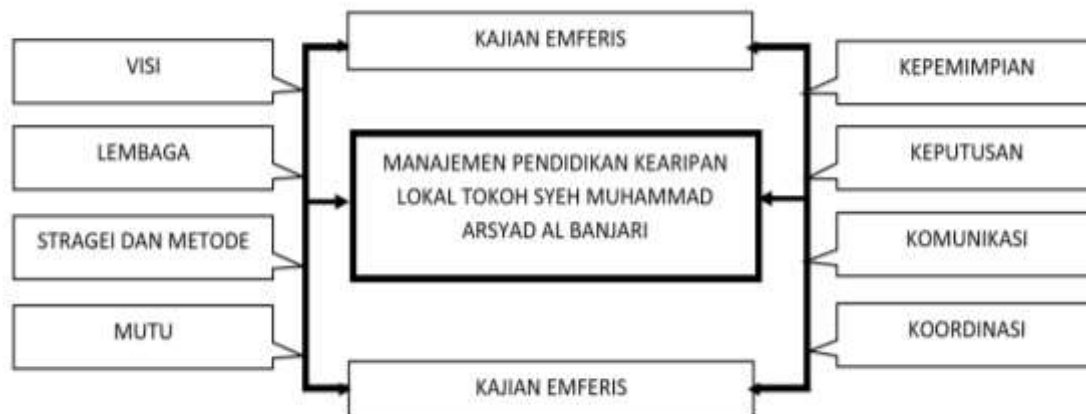 KAJIAN EMFERIS
VISI
LEMBAGA
STRAGEI DAN METODE
MUTU
MANAJEMEN PENDIDIKAN KEARIPAN
LOKAL TOKOH SYEH MUHAMMAD
ARSYAD AL BANJARI
KEPEMIMPIAN
KEPUTUSAN
KOMUNIKASI
KOORDINASI
KAJIAN EMFERIS